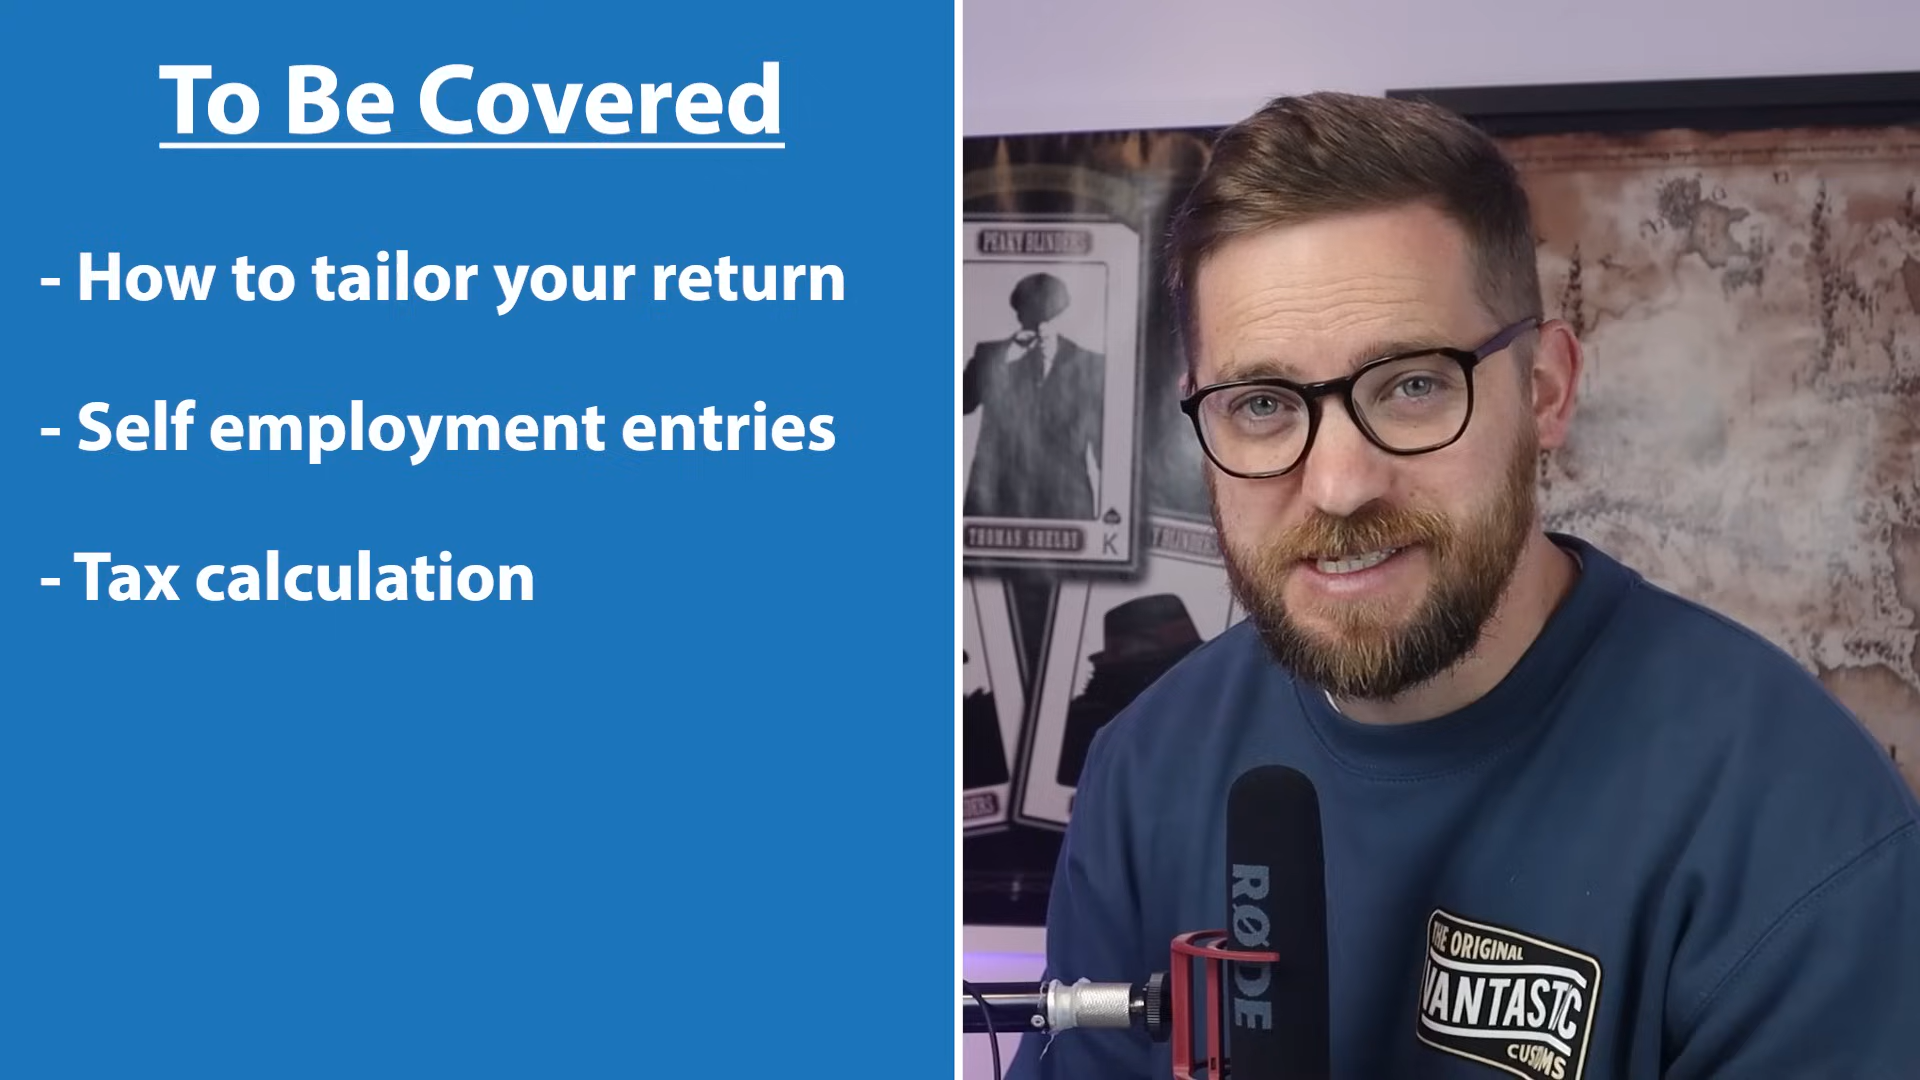 To Be Covered
- How to tailor your return
- Self employment entries
- Tax calculation
PEAKY BLINDERS
THOMAS SHELBY
K
RØDE
THE ORIGINAL
VANTASTIC
CUSTOMS